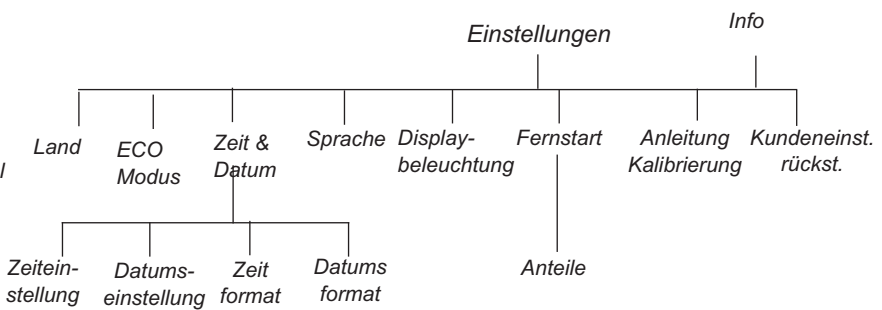 Einstellungen
Info
Land
ECO
Modus
Zeit &
Datum
Sprache
Display-
beleuchtung
Fernstart
Anleitung
Kalibrierung
Kundeneinst.
rückst.
l
Zeitein-
stellung
Datums-
einstellung
Zeit
format
Datums
format
Anteile